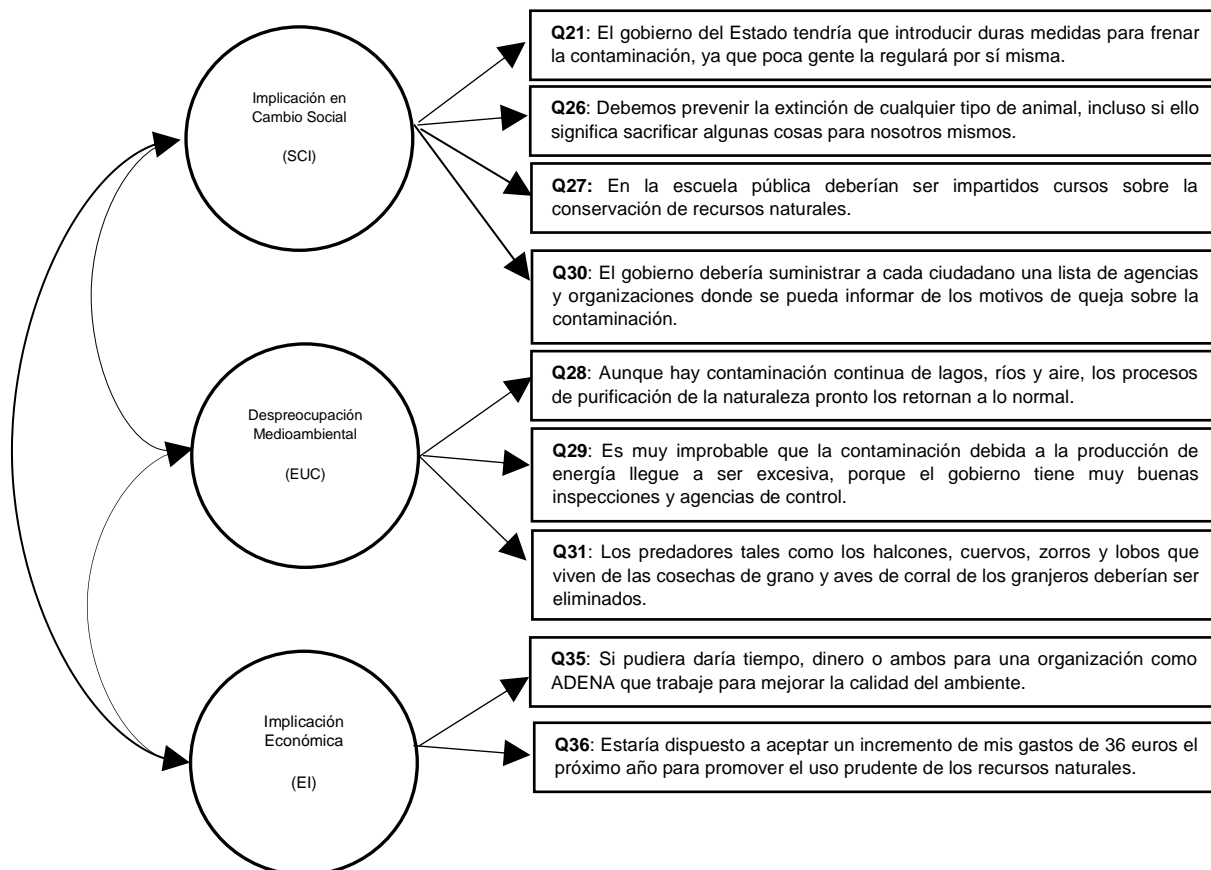 Implicación en
Cambio Social
(SCI)
Q21: El gobierno del Estado tendría que introducir duras medidas para frenar
la contaminación, ya que poca gente la regulará por sí misma.
Q26: Debemos prevenir la extinción de cualquier tipo de animal, incluso si ello
significa sacrificar algunas cosas para nosotros mismos.
Q27: En la escuela pública deberían ser impartidos cursos sobre la
conservación de recursos naturales.
Q30: El gobierno debería suministrar a cada ciudadano una lista de agencias
y organizaciones donde se pueda informar de los motivos de queja sobre la
contaminación.
Despreocupación
Medioambiental
(EUC)
Q28: Aunque hay contaminación continua de lagos, ríos y aire, los procesos
de purificación de la naturaleza pronto los retornan a lo normal.
Q29: Es muy improbable que la contaminación debida a la producción de
energía llegue a ser excesiva, porque el gobierno tiene muy buenas
inspecciones y agencias de control.
Q31: Los predadores tales como los halcones, cuervos, zorros y lobos que
viven de las cosechas de grano y aves de corral de los granjeros deberían ser
eliminados.
Implicación
Económica
(EI)
Q35: Si pudiera daría tiempo, dinero o ambos para una organización como
ADENA que trabaje para mejorar la calidad del ambiente.
Q36: Estaría dispuesto a aceptar un incremento de mis gastos de 36 euros el
próximo año para promover el uso prudente de los recursos naturales.